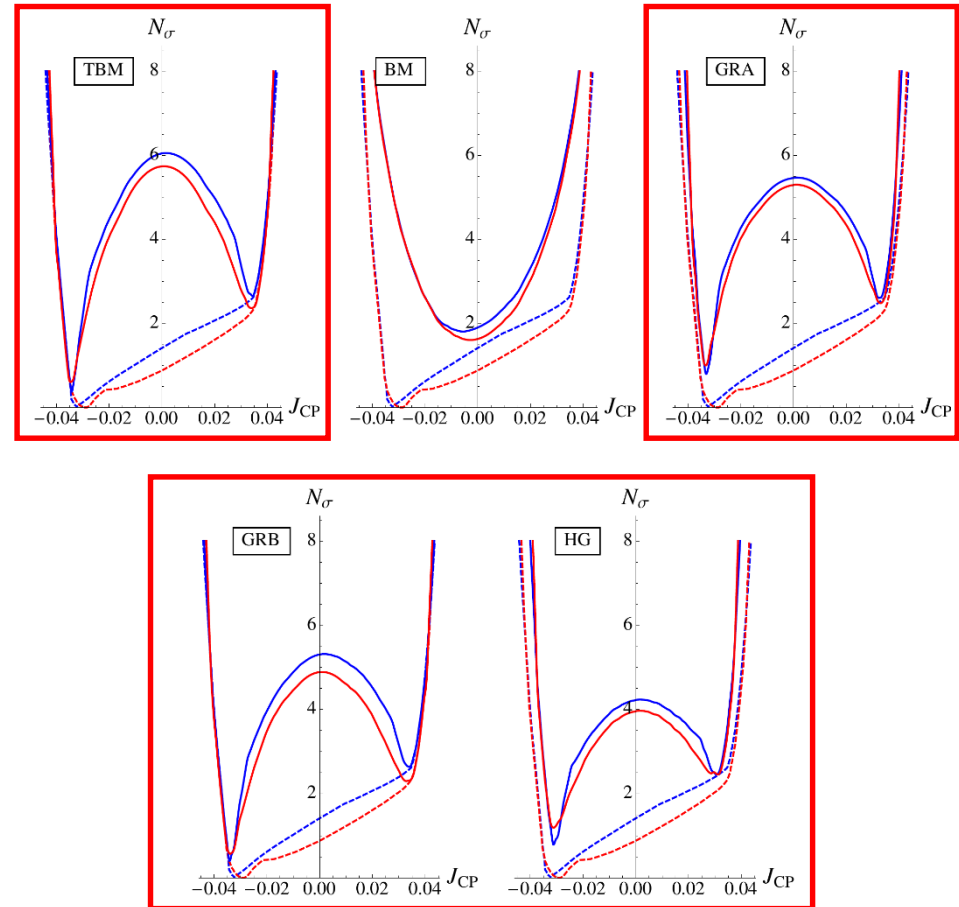 Nσ Nσ Nσ
8 8 8
TBM BM GRA
6 6 6
4 4 4
2 2 2
−0.04 −0.02 0.00 0.02 0.04 JCP −0.04 −0.02 0.00 0.02 0.04 JCP −0.04 −0.02 0.00 0.02 0.04 JCP
Nσ Nσ
8 8
GRB HG
6 6
4 4
2 2
−0.04 −0.02 0.00 0.02 0.04 JCP −0.04 −0.02 0.00 0.02 0.04 JCP